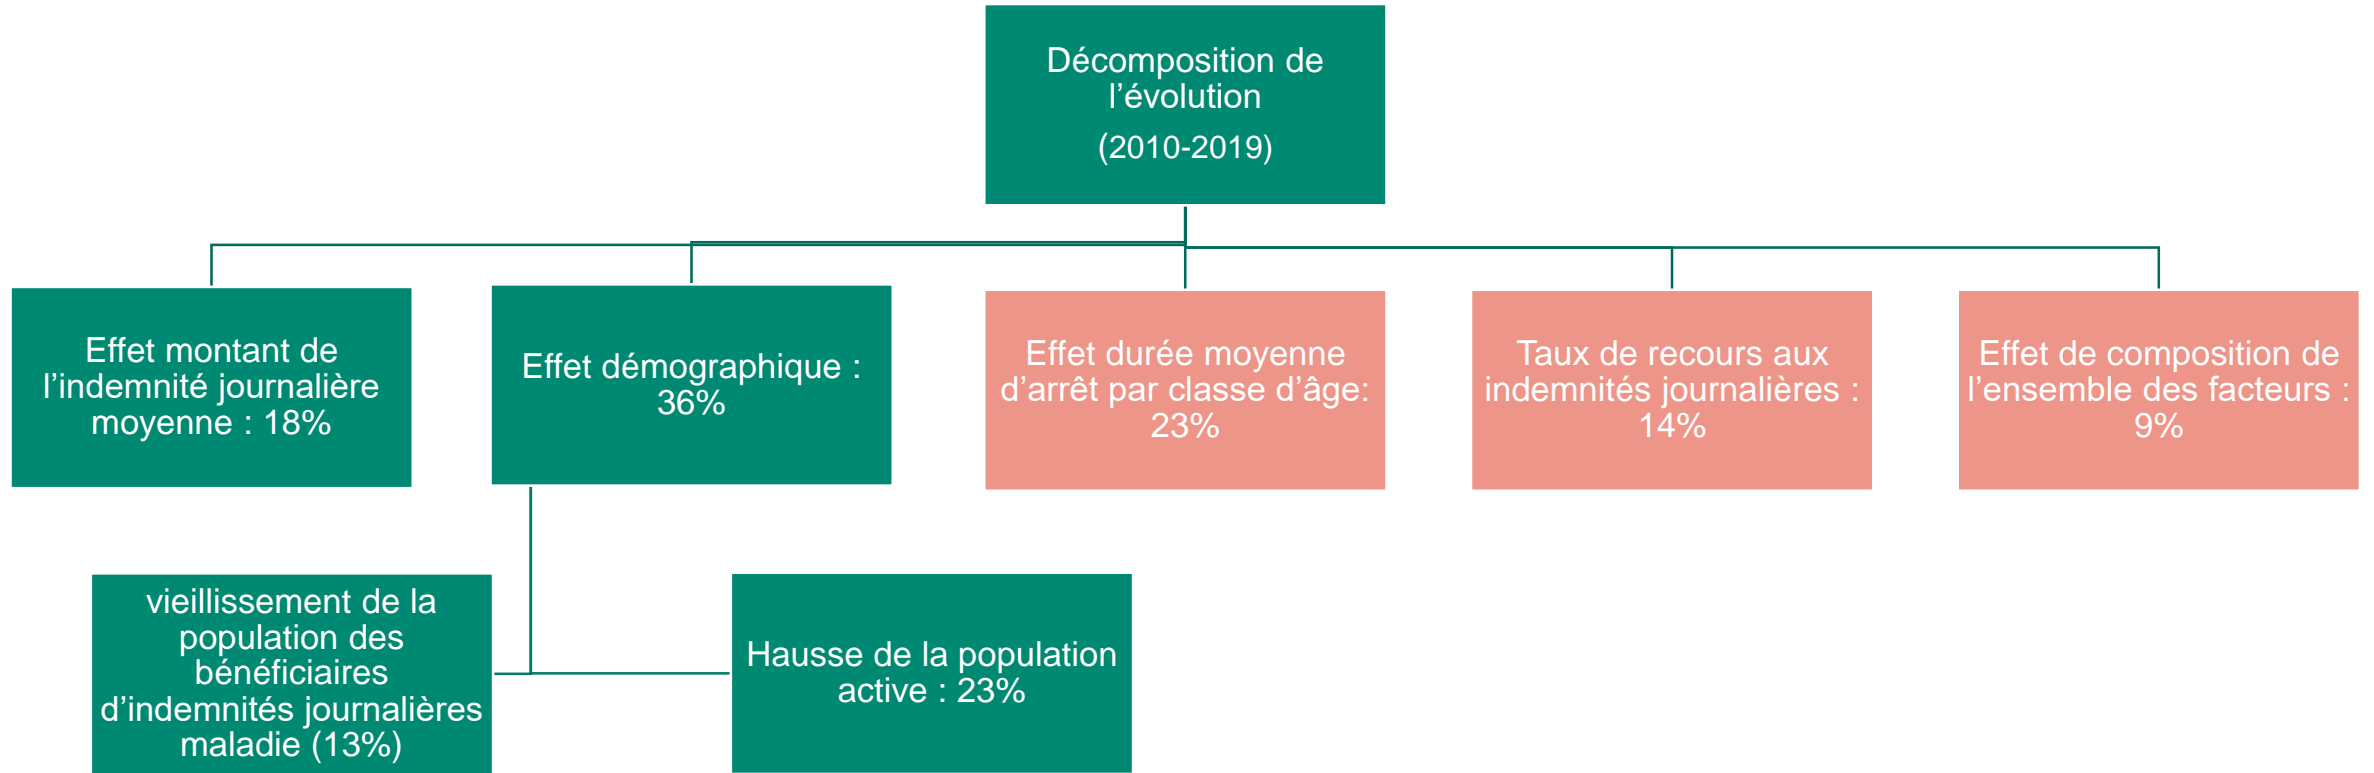 Décomposition de
l’évolution
(2010-2019)
Effet montant de
l’indemnité journalière
moyenne : 18%
Effet démographique :
36%
Effet durée moyenne
d’arrêt par classe d’âge:
23%
Taux de recours aux
indemnités journalières :
14%
Effet de composition de
l’ensemble des facteurs :
9%
vieillissement de la
population des
bénéficiaires
d’indemnités journalières
maladie (13%)
Hausse de la population
active : 23%